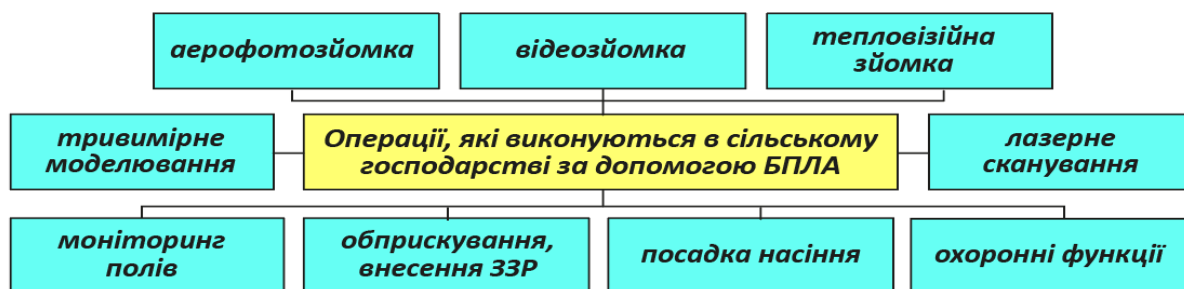 аерофотозйомка
відеозйомка
тепловізійна
зйомка
тривимірне
моделювання
Операції, які виконуються в сільському
господарстві за допомогою БПЛА
лазерне
сканування
моніторинг
полів
обприскування,
внесення ЗЗР
посадка насіння
охоронні функції